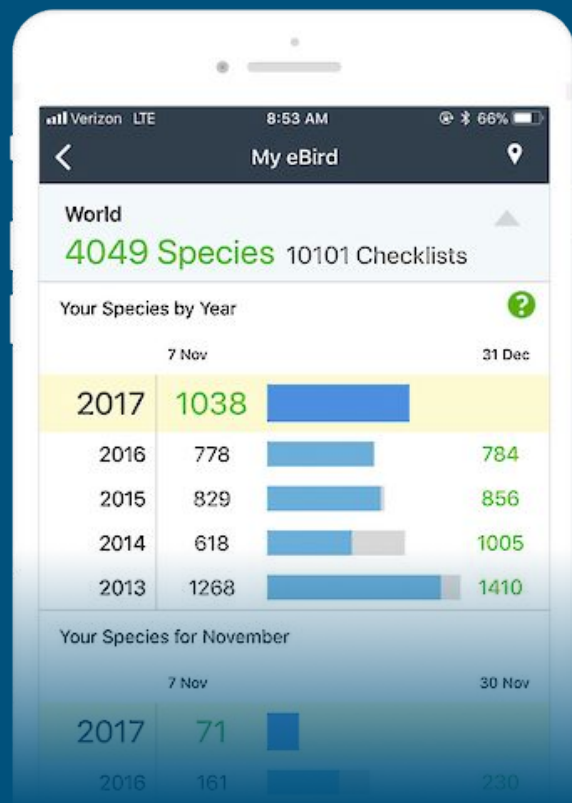 Verizon LTE 8:53 AM 66%
My eBird
World
4049 Species 10101 Checklists
Your Species by Year ?
7 Nov 31 Dec
2017 1038
2016 778 784
2015 829 856
2014 618 1005
2013 1268 1410
Your Species for November
7 Nov 30 Nov
2017 71
2016 161 230